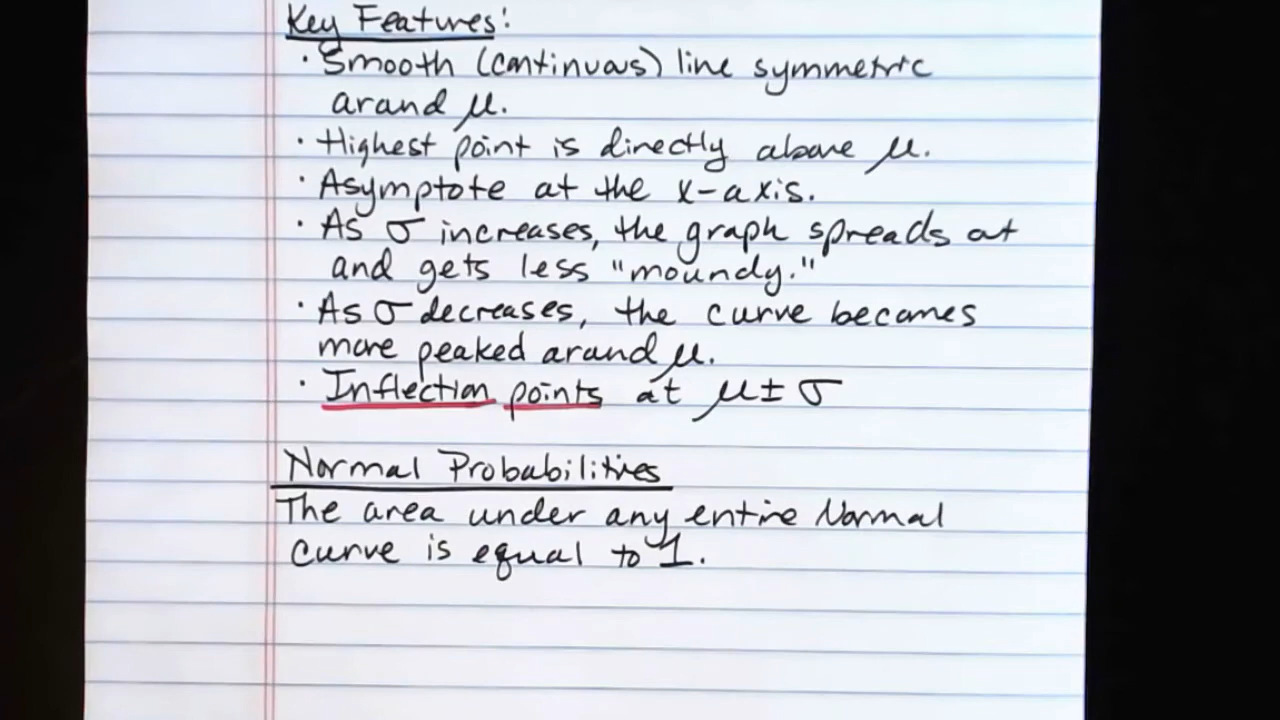 Key Features:
· Smooth (continuous) line symmetric
around μ.
· Highest point is directly above μ.
· Asymptote at the x-axis.
· As σ increases, the graph spreads out
and gets less "moundy."
· As σ decreases, the curve becomes
more peaked around μ.
· Inflection points at μ ± σ
Normal Probabilities
The area under any entire Normal
curve is equal to 1.